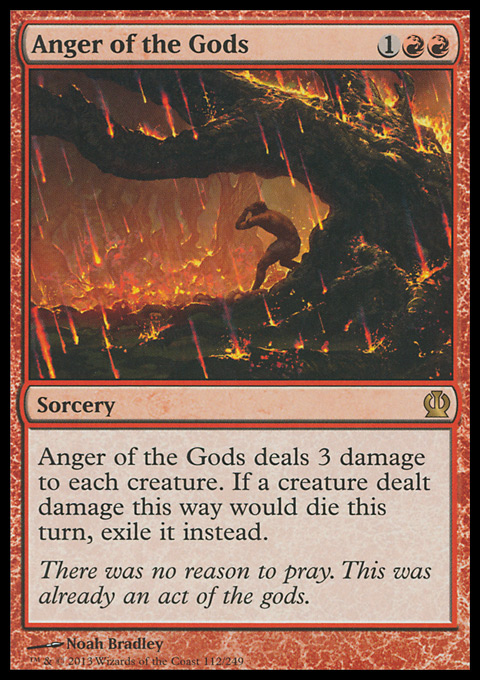 Anger of the Gods 1
Sorcery
Anger of the Gods deals 3 damage
to each creature. If a creature dealt
damage this way would die this
turn, exile it instead.
There was no reason to pray. This was
already an act of the gods.
Noah Bradley
™ & © 2013 Wizards of the Coast 112/249